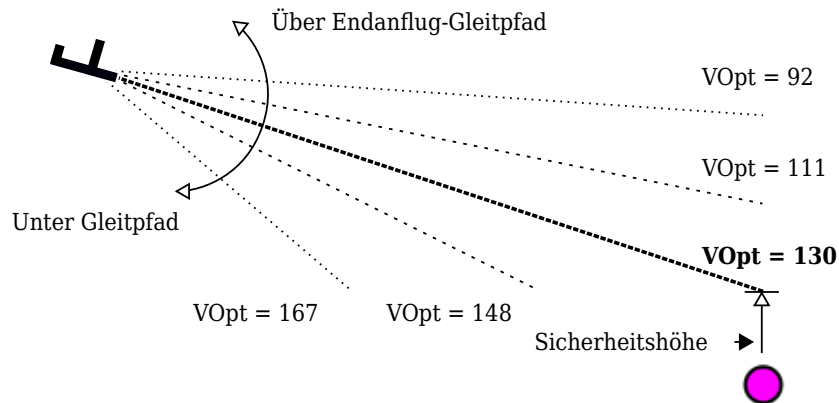 Über Endanflug-Gleitpfad
VOpt = 92
VOpt = 111
Unter Gleitpfad
VOpt = 130
VOpt = 167
VOpt = 148
Sicherheitshöhe